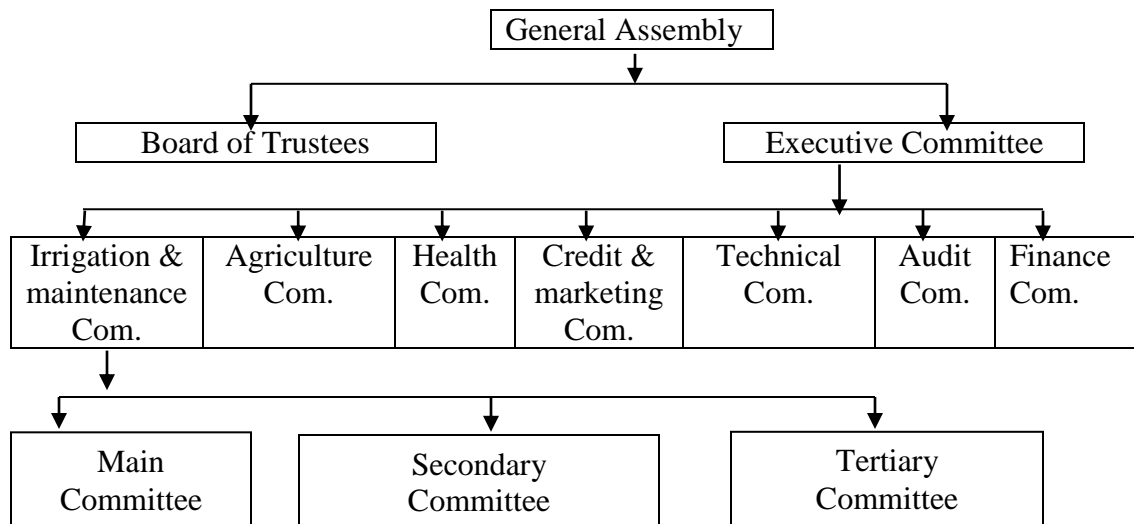 General Assembly
Board of Trustees
Executive Committee
Irrigation &
maintenance
Com.
Agriculture
Com.
Health
Com.
Credit &
marketing
Com.
Technical
Com.
Audit
Com.
Finance
Com.
Main
Committee
Secondary
Committee
Tertiary
Committee